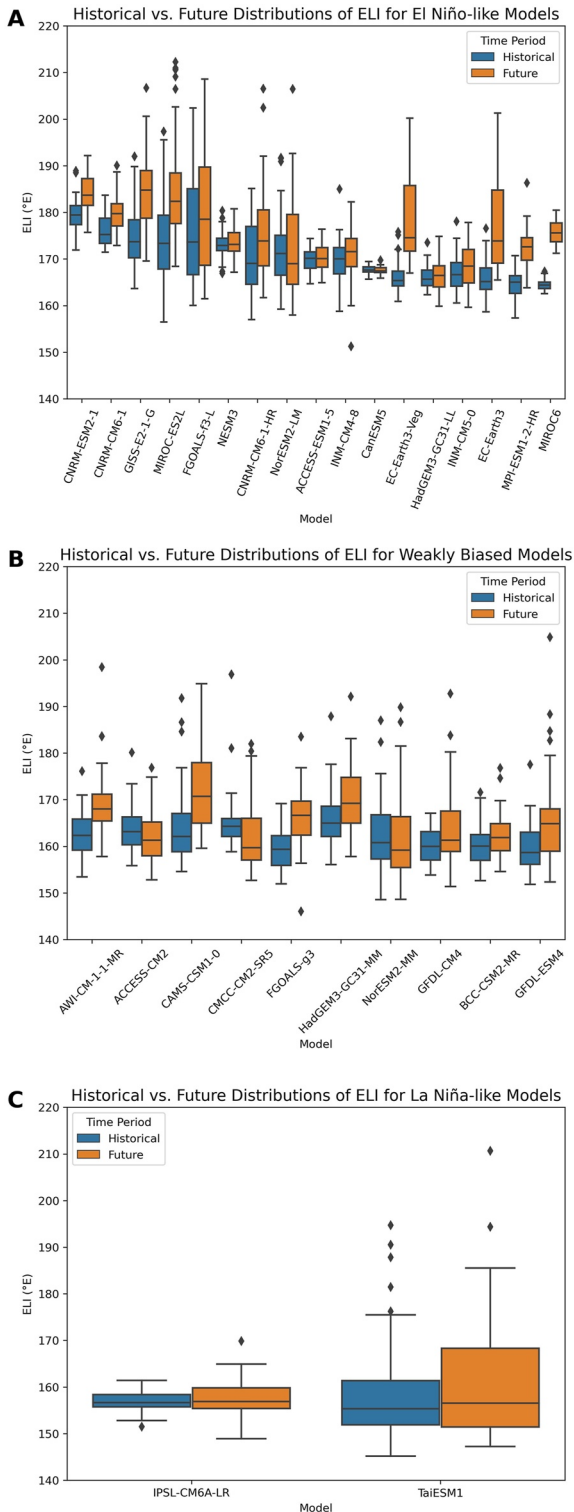 A
Historical vs. Future Distributions of ELI for El Niño-like Models
220
210
200
190
180
170
160
150
140
ELI (°E)
Time Period
Historical
Future
CNRM-ESM2-1
CNRM-CM6-1
GISS-E2-1-G
MIROC-ES2L
FGOALS-f3-L
NESM3
CNRM-CM6-1-HR
NorESM2-LM
ACCESS-ESM1-5
INM-CM4-8
CanESM5
EC-Earth3-Veg
HadGEM3-GC31-LL
INM-CM5-0
EC-Earth3
MPI-ESM1-2-HR
MIROC6
Model
B
Historical vs. Future Distributions of ELI for Weakly Biased Models
220
210
200
190
180
170
160
150
140
ELI (°E)
Time Period
Historical
Future
AWI-CM-1-1-MR
ACCESS-CM2
CAMS-CSM1-0
CMCC-CM2-SR5
FGOALS-g3
HadGEM3-GC31-MM
NorESM2-MM
GFDL-CM4
BCC-CSM2-MR
GFDL-ESM4
Model
C
Historical vs. Future Distributions of ELI for La Niña-like Models
220
210
200
190
180
170
160
150
140
ELI (°E)
Time Period
Historical
Future
IPSL-CM6A-LR
TaiESM1
Model